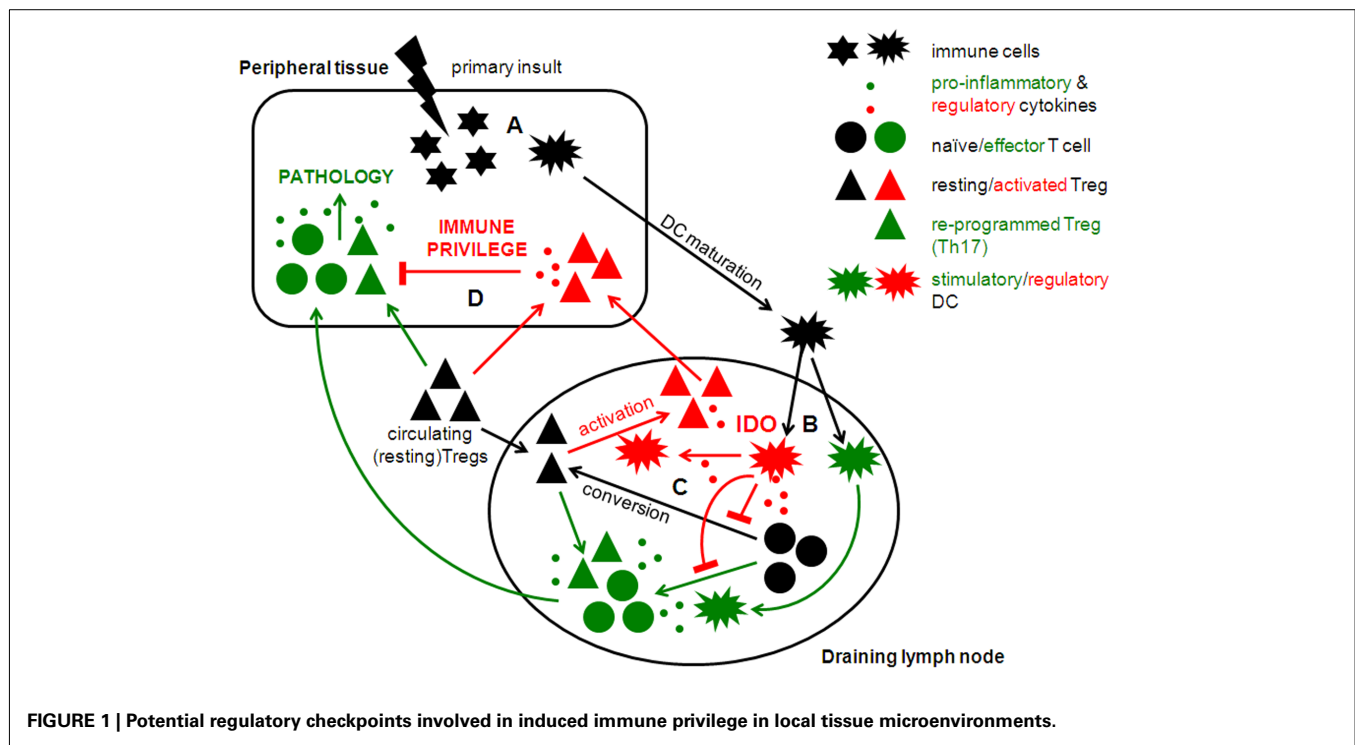 Peripheral tissue
primary insult
A
PATHOLOGY
IMMUNE
PRIVILEGE
D
DC maturation
circulating
(resting)Tregs
activation
IDO
B
C
conversion
Draining lymph node
immune cells
pro-inflammatory &
regulatory cytokines
naïve/effector T cell
resting/activated Treg
re-programmed Treg
(Th17)
stimulatory/regulatory
DC
FIGURE 1 | Potential regulatory checkpoints involved in induced immune privilege in local tissue microenvironments.